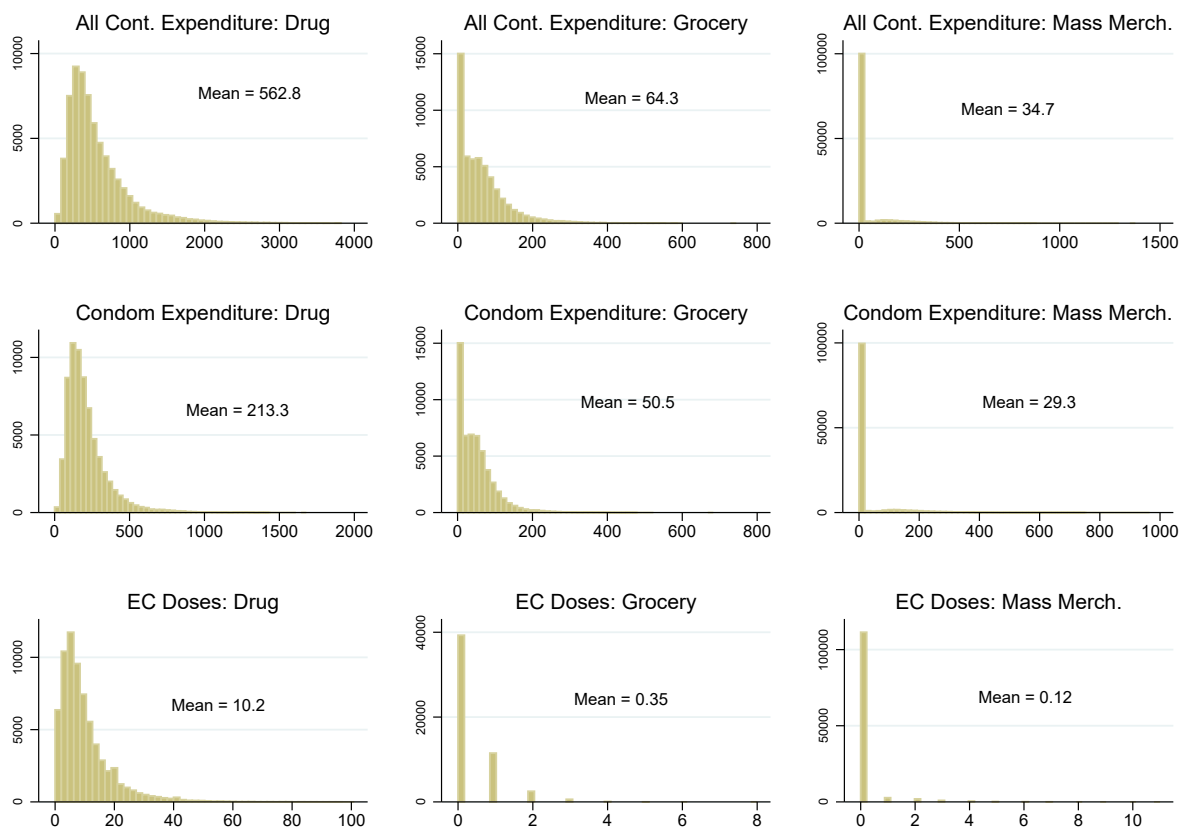 All Cont. Expenditure: Drug
10000
5000
0
Mean = 562.8
0 1000 2000 3000 4000
All Cont. Expenditure: Grocery
15000
10000
5000
0
Mean = 64.3
0 200 400 600 800
All Cont. Expenditure: Mass Merch.
100000
50000
0
Mean = 34.7
0 500 1000 1500
Condom Expenditure: Drug
10000
5000
0
Mean = 213.3
0 500 1000 1500 2000
Condom Expenditure: Grocery
15000
10000
5000
0
Mean = 50.5
0 200 400 600 800
Condom Expenditure: Mass Merch.
100000
50000
0
Mean = 29.3
0 200 400 600 800 1000
EC Doses: Drug
10000
5000
0
Mean = 10.2
0 20 40 60 80 100
EC Doses: Grocery
40000
20000
0
Mean = 0.35
0 2 4 6 8
EC Doses: Mass Merch.
100000
50000
0
Mean = 0.12
0 2 4 6 8 10